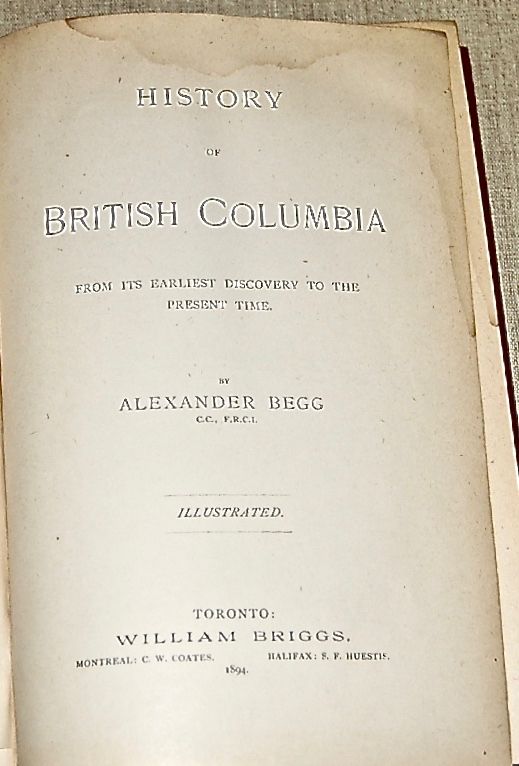 HISTORY
OF
BRITISH COLUMBIA
FROM ITS EARLIEST DISCOVERY TO THE
PRESENT TIME.
BY
ALEXANDER BEGG
C.C., F.R.C.I.
ILLUSTRATED.
TORONTO:
WILLIAM BRIGGS,
MONTREAL: C. W. COATES. HALIFAX: S. F. HUESTIS.
1894.